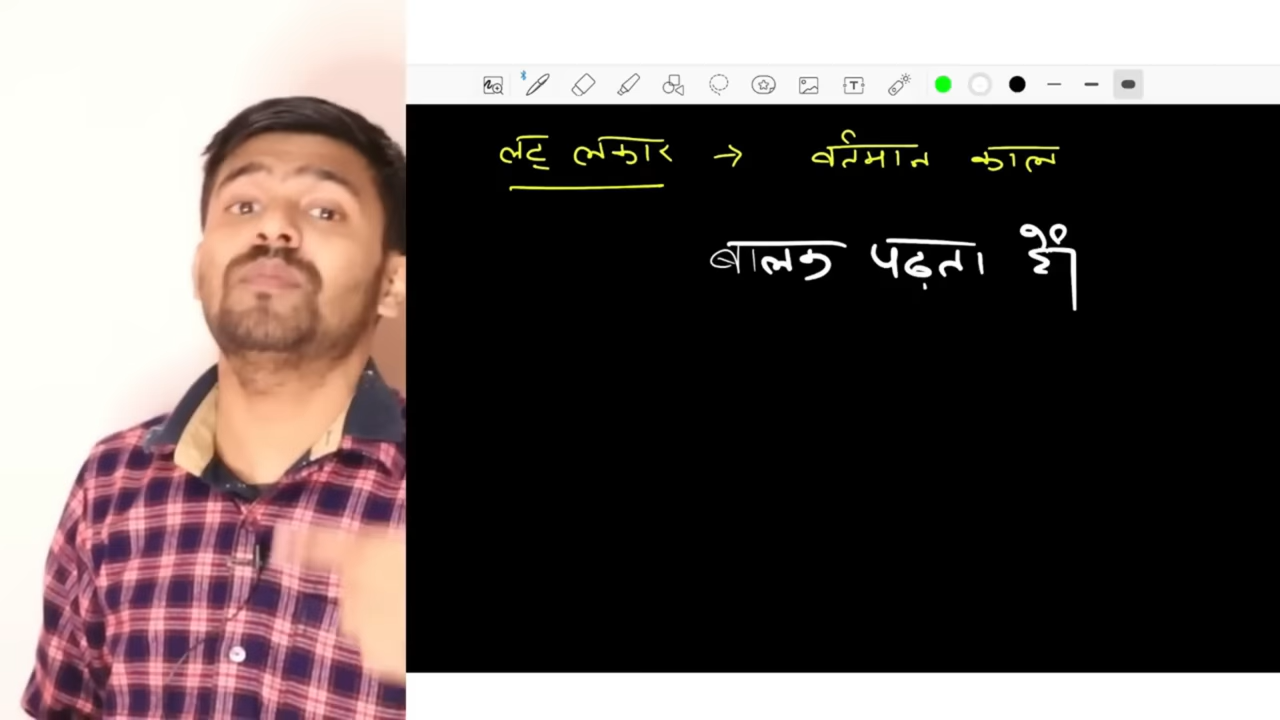 लट् लकार → वर्तमान काल
बालक पढ़ता है।